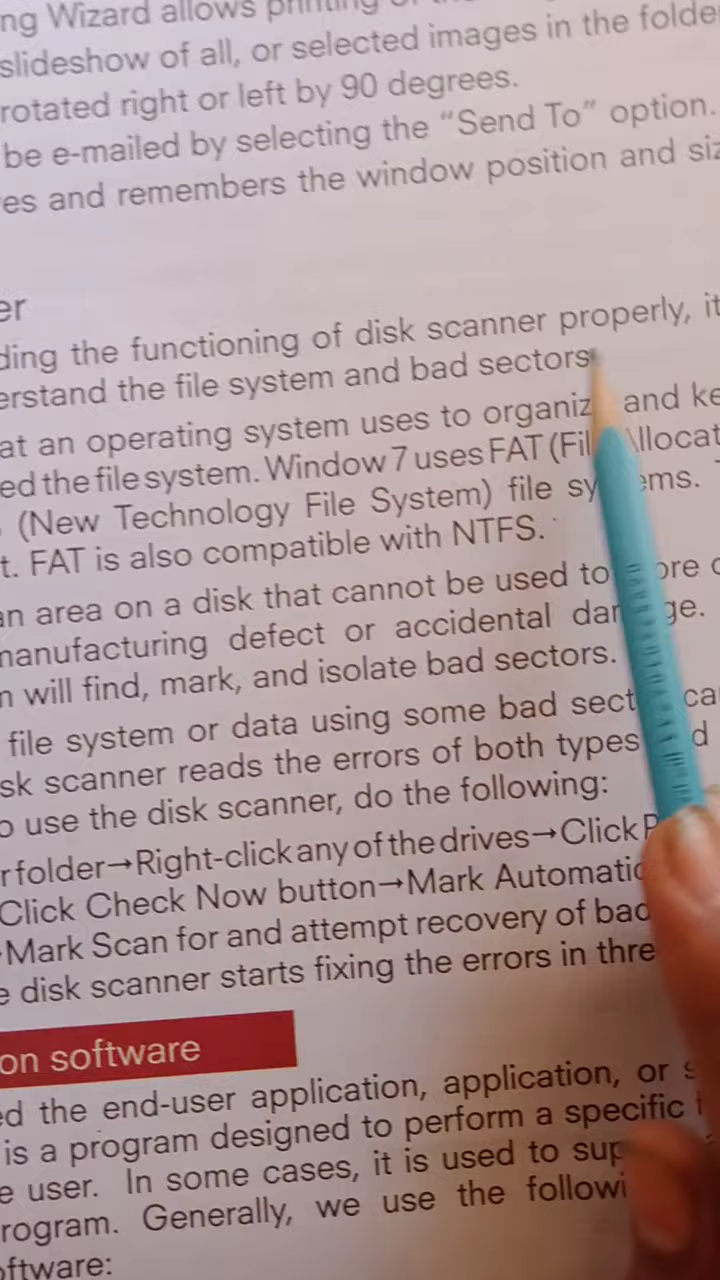 ng Wizard allows printing of the
slideshow of all, or selected images in the folder
rotated right or left by 90 degrees.
be e-mailed by selecting the “Send To” option.
es and remembers the window position and siz
er
ding the functioning of disk scanner properly, it
erstand the file system and bad sectors
at an operating system uses to organiz and ke
ed the file system. Window 7 uses FAT (Fil Allocat
(New Technology File System) file sy ems.
t. FAT is also compatible with NTFS.
an area on a disk that cannot be used to ore
manufacturing defect or accidental da ge.
n will find, mark, and isolate bad sectors.
file system or data using some bad sect ca
sk scanner reads the errors of both types d
o use the disk scanner, do the following:
r folder→Right-click any of the drives→Click P
Click Check Now button→Mark Automatic
Mark Scan for and attempt recovery of bad
e disk scanner starts fixing the errors in thre
on software
ed the end-user application, application, or s
is a program designed to perform a specific
e user. In some cases, it is used to sup
rogram. Generally, we use the followi
oftware: